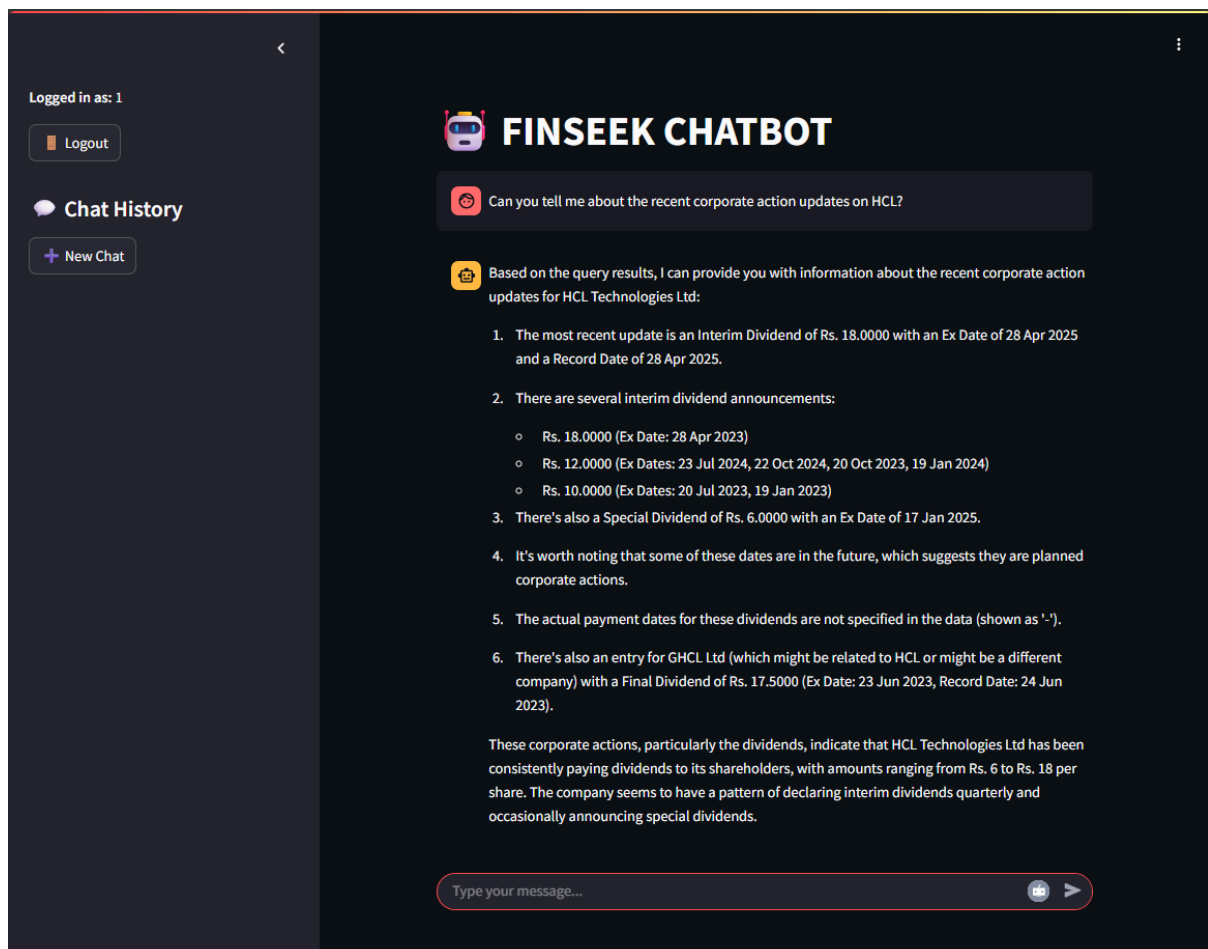 Logged in as: 1
Logout
Chat History
New Chat
FINSEEK CHATBOT
Can you tell me about the recent corporate action updates on HCL?
Based on the query results, I can provide you with information about the recent corporate action
updates for HCL Technologies Ltd:
1. The most recent update is an Interim Dividend of Rs. 18.0000 with an Ex Date of 28 Apr 2025
and a Record Date of 28 Apr 2025.
2. There are several interim dividend announcements:
Rs. 18.0000 (Ex Date: 28 Apr 2023)
Rs. 12.0000 (Ex Dates: 23 Jul 2024, 22 Oct 2024, 20 Oct 2023, 19 Jan 2024)
Rs. 10.0000 (Ex Dates: 20 Jul 2023, 19 Jan 2023)
3. There's also a Special Dividend of Rs. 6.0000 with an Ex Date of 17 Jan 2025.
4. It's worth noting that some of these dates are in the future, which suggests they are planned
corporate actions.
5. The actual payment dates for these dividends are not specified in the data (shown as '-').
6. There's also an entry for GHCL Ltd (which might be related to HCL or might be a different
company) with a Final Dividend of Rs. 17.5000 (Ex Date: 23 Jun 2023, Record Date: 24 Jun
2023).
These corporate actions, particularly the dividends, indicate that HCL Technologies Ltd has been
consistently paying dividends to its shareholders, with amounts ranging from Rs. 6 to Rs. 18 per
share. The company seems to have a pattern of declaring interim dividends quarterly and
occasionally announcing special dividends.
Type your message...